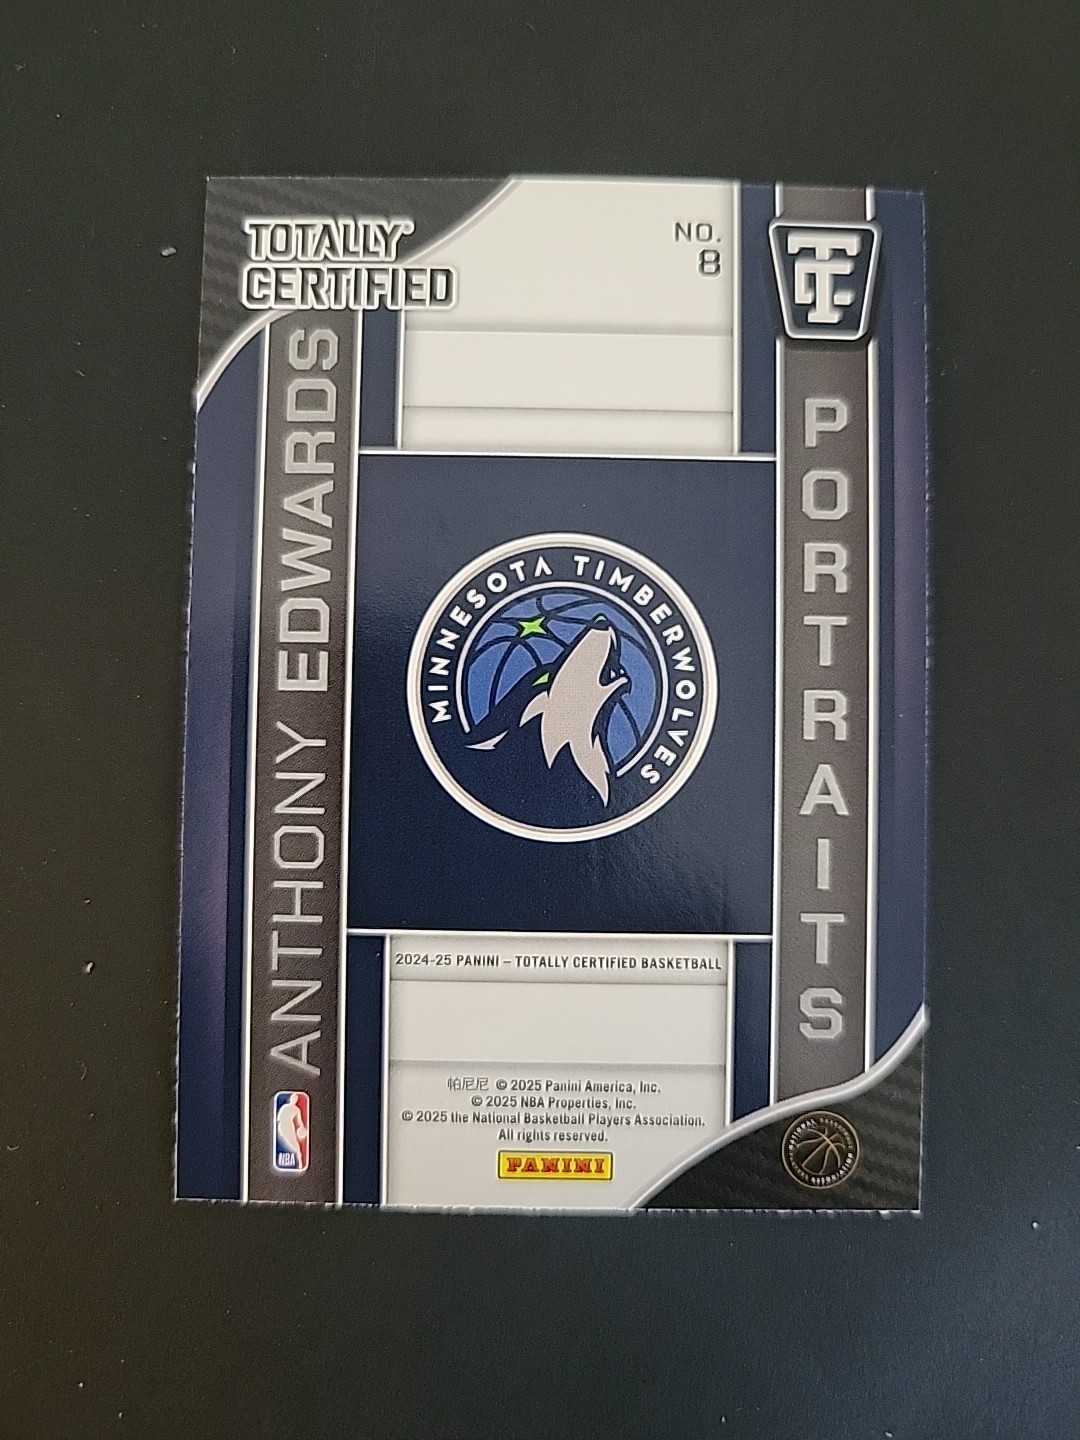 TOTALLY
CERTIFIED
NO.
8
TC
ANTHONY EDWARDS
PORTRAITS
MINNESOTA TIMBERWOLVES
2024-25 PANINI – TOTALLY CERTIFIED BASKETBALL
帕尼尼 © 2025 Panini America, Inc.
© 2025 NBA Properties, Inc.
© 2025 the National Basketball Players Association.
All rights reserved.
PANINI
NBA